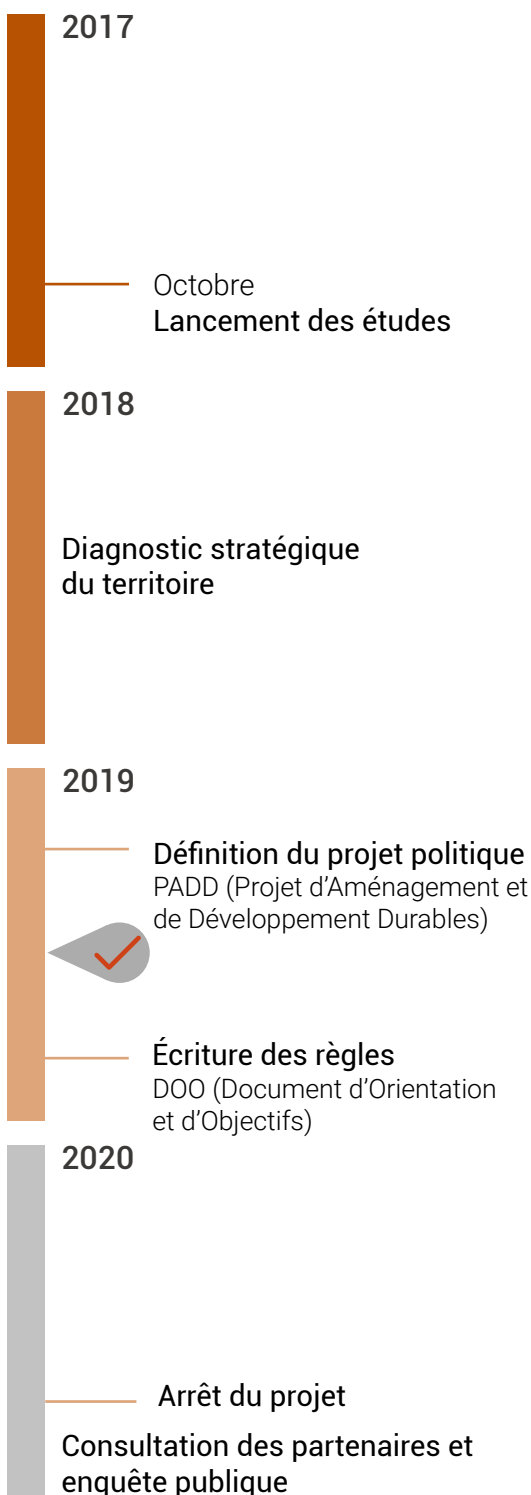 2017
Octobre
Lancement des études
2018
Diagnostic stratégique
du territoire
2019
Définition du projet politique
PADD (Projet d’Aménagement et
de Développement Durables)
Écriture des règles
DOO (Document d’Orientation
et d’Objectifs)
2020
Arrêt du projet
Consultation des partenaires et
enquête publique